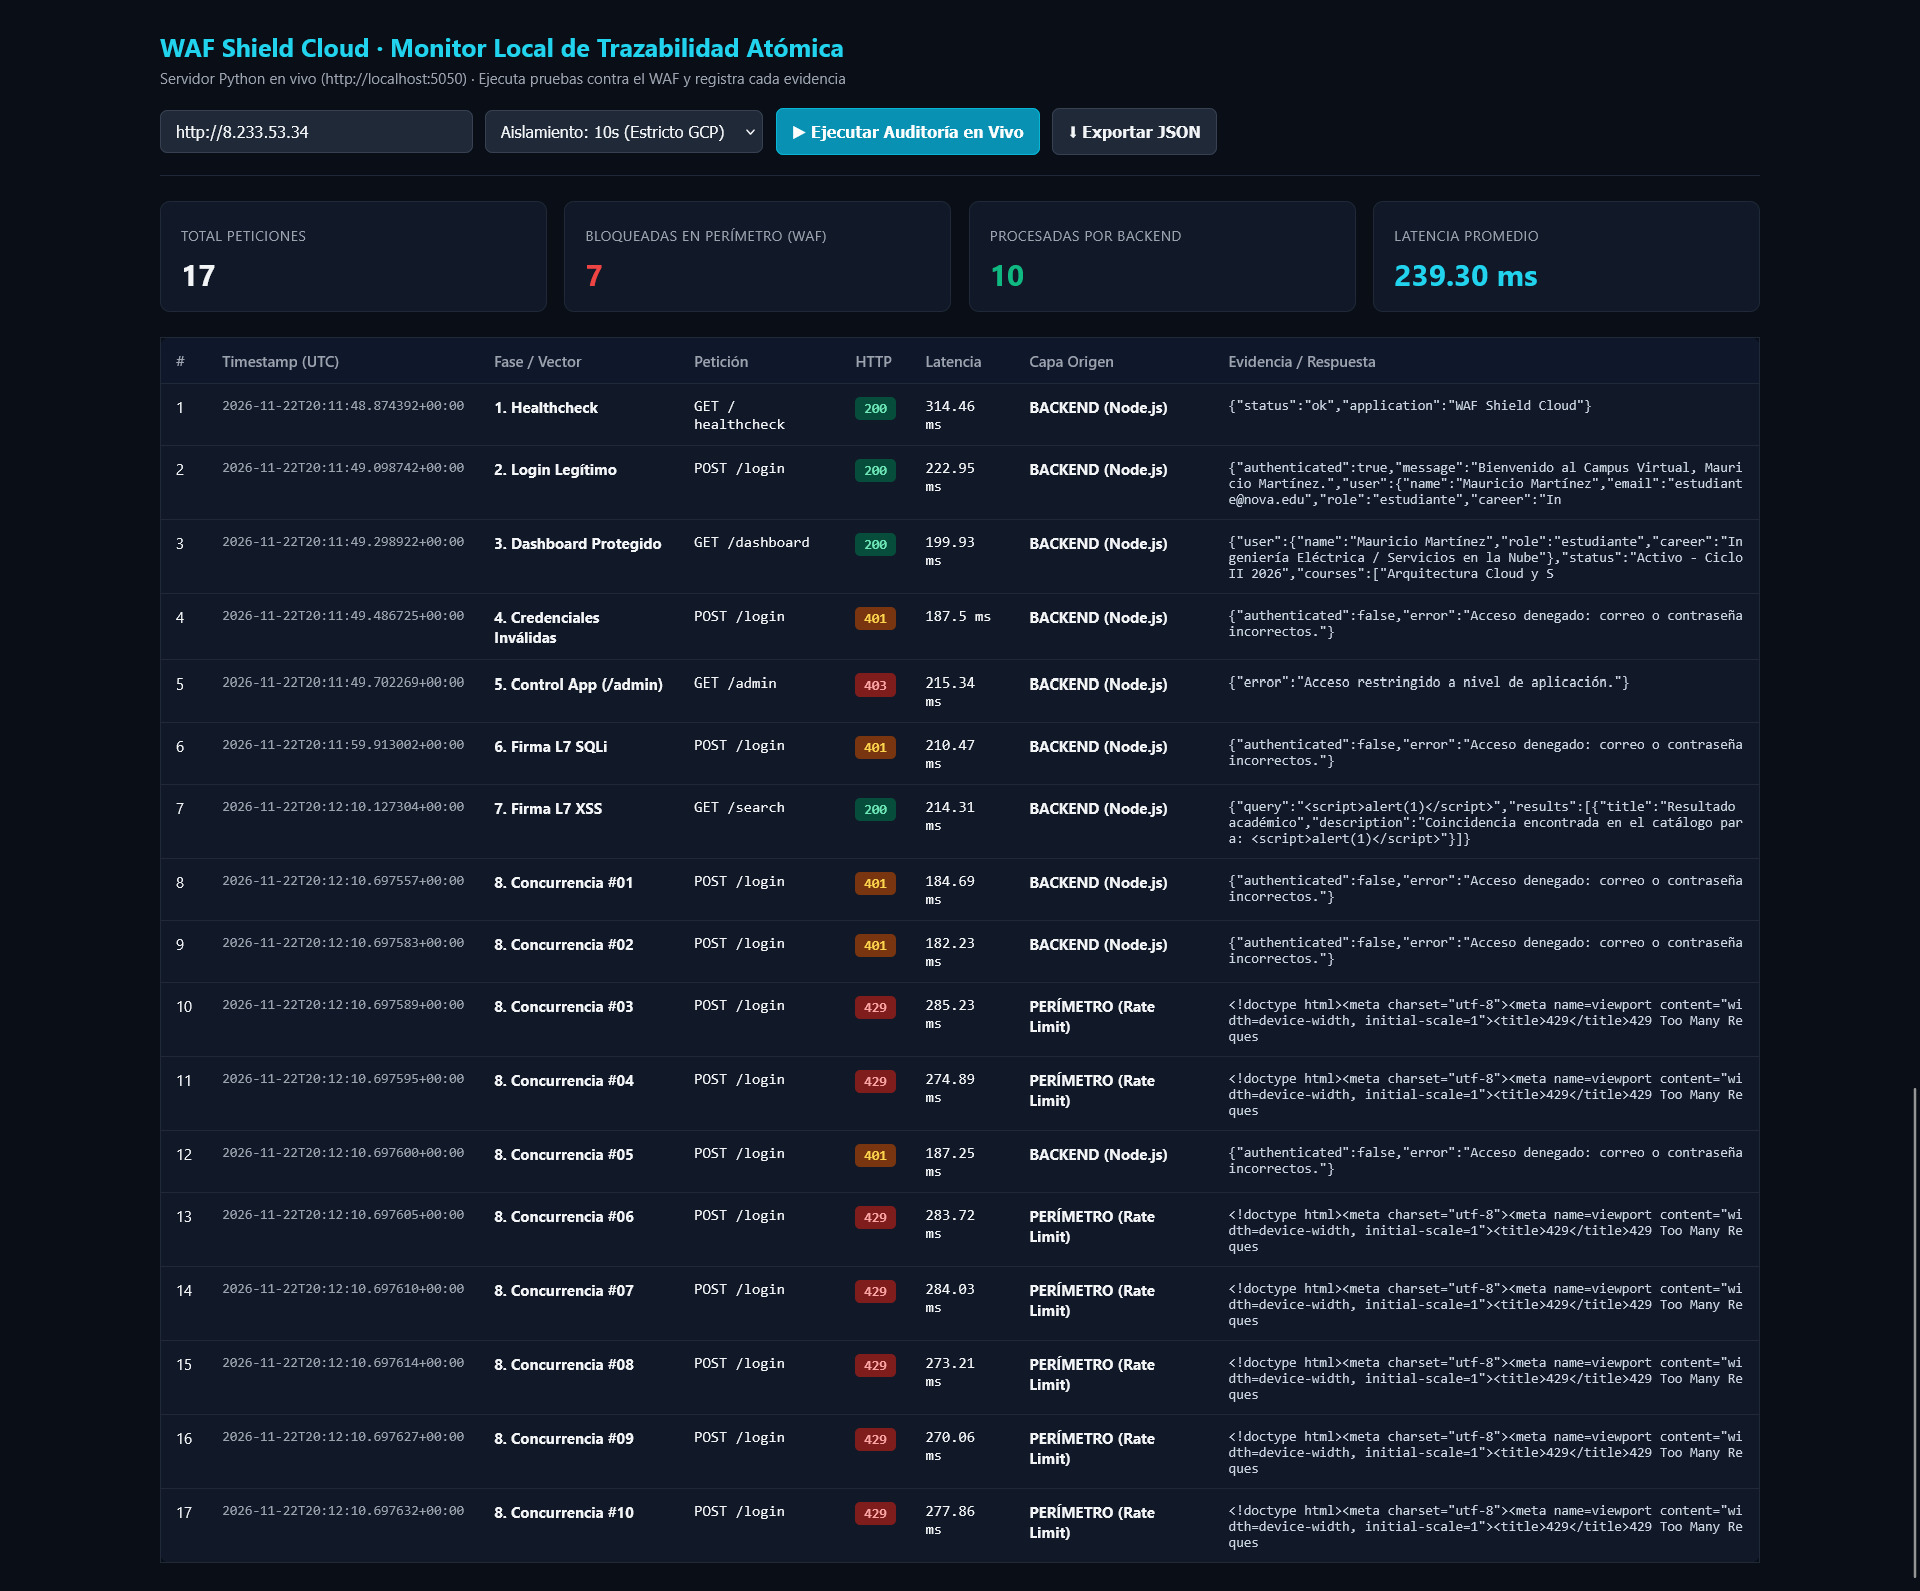 WAF Shield Cloud · Monitor Local de Trazabilidad Atómica
Servidor Python en vivo (http://localhost:5050) · Ejecuta pruebas contra el WAF y registra cada evidencia
http://8.233.53.34
Aislamiento: 10s (Estricto GCP)
▶ Ejecutar Auditoría en Vivo
⬇ Exportar JSON
TOTAL PETICIONES
17
BLOQUEADAS EN PERÍMETRO (WAF)
7
PROCESADAS POR BACKEND
10
LATENCIA PROMEDIO
239.30 ms
# Timestamp (UTC) Fase / Vector Petición HTTP Latencia Capa Origen Evidencia / Respuesta
1 2026-11-22T20:11:48.874392+00:00 1. Healthcheck GET / 200 314.46 BACKEND (Node.js) {"status":"ok","application":"WAF Shield Cloud"}
healthcheck ms
2 2026-11-22T20:11:49.098742+00:00 2. Login Legítimo POST /login 200 222.95 BACKEND (Node.js) {"authenticated":true,"message":"Bienvenido al Campus Virtual, Mauri
ms cio Martínez.","user":{"name":"Mauricio Martínez","email":"estudiant
e@nova.edu","role":"estudiante","career":"In
3 2026-11-22T20:11:49.298922+00:00 3. Dashboard Protegido GET /dashboard 200 199.93 BACKEND (Node.js) {"user":{"name":"Mauricio Martínez","role":"estudiante","career":"In
ms geniería Eléctrica / Servicios en la Nube"},"status":"Activo - Ciclo
II 2026","courses":["Arquitectura Cloud y S
4 2026-11-22T20:11:49.486725+00:00 4. Credenciales POST /login 401 187.5 ms BACKEND (Node.js) {"authenticated":false,"error":"Acceso denegado: correo o contraseña
Inválidas incorrectos."}
5 2026-11-22T20:11:49.702269+00:00 5. Control App (/admin) GET /admin 403 215.34 BACKEND (Node.js) {"error":"Acceso restringido a nivel de aplicación."}
ms
6 2026-11-22T20:11:59.913002+00:00 6. Firma L7 SQLi POST /login 401 210.47 BACKEND (Node.js) {"authenticated":false,"error":"Acceso denegado: correo o contraseña
ms incorrectos."}
7 2026-11-22T20:12:10.127304+00:00 7. Firma L7 XSS GET /search 200 214.31 BACKEND (Node.js) {"query":"<script>alert(1)</script>","results":[{"title":"Resultado
ms académico","description":"Coincidencia encontrada en el catálogo par
a: <script>alert(1)</script>"}]}
8 2026-11-22T20:12:10.697557+00:00 8. Concurrencia #01 POST /login 401 184.69 BACKEND (Node.js) {"authenticated":false,"error":"Acceso denegado: correo o contraseña
ms incorrectos."}
9 2026-11-22T20:12:10.697583+00:00 8. Concurrencia #02 POST /login 401 182.23 BACKEND (Node.js) {"authenticated":false,"error":"Acceso denegado: correo o contraseña
ms incorrectos."}
10 2026-11-22T20:12:10.697589+00:00 8. Concurrencia #03 POST /login 429 285.23 PERÍMETRO (Rate <!doctype html><meta charset="utf-8"><meta name=viewport content="wi
ms Limit) dth=device-width, initial-scale=1"><title>429</title>429 Too Many Re
ques
11 2026-11-22T20:12:10.697595+00:00 8. Concurrencia #04 POST /login 429 274.89 PERÍMETRO (Rate <!doctype html><meta charset="utf-8"><meta name=viewport content="wi
ms Limit) dth=device-width, initial-scale=1"><title>429</title>429 Too Many Re
ques
12 2026-11-22T20:12:10.697600+00:00 8. Concurrencia #05 POST /login 401 187.25 BACKEND (Node.js) {"authenticated":false,"error":"Acceso denegado: correo o contraseña
ms incorrectos."}
13 2026-11-22T20:12:10.697605+00:00 8. Concurrencia #06 POST /login 429 283.72 PERÍMETRO (Rate <!doctype html><meta charset="utf-8"><meta name=viewport content="wi
ms Limit) dth=device-width, initial-scale=1"><title>429</title>429 Too Many Re
ques
14 2026-11-22T20:12:10.697610+00:00 8. Concurrencia #07 POST /login 429 284.03 PERÍMETRO (Rate <!doctype html><meta charset="utf-8"><meta name=viewport content="wi
ms Limit) dth=device-width, initial-scale=1"><title>429</title>429 Too Many Re
ques
15 2026-11-22T20:12:10.697614+00:00 8. Concurrencia #08 POST /login 429 273.21 PERÍMETRO (Rate <!doctype html><meta charset="utf-8"><meta name=viewport content="wi
ms Limit) dth=device-width, initial-scale=1"><title>429</title>429 Too Many Re
ques
16 2026-11-22T20:12:10.697627+00:00 8. Concurrencia #09 POST /login 429 270.06 PERÍMETRO (Rate <!doctype html><meta charset="utf-8"><meta name=viewport content="wi
ms Limit) dth=device-width, initial-scale=1"><title>429</title>429 Too Many Re
ques
17 2026-11-22T20:12:10.697632+00:00 8. Concurrencia #10 POST /login 429 277.86 PERÍMETRO (Rate <!doctype html><meta charset="utf-8"><meta name=viewport content="wi
ms Limit) dth=device-width, initial-scale=1"><title>429</title>429 Too Many Re
ques